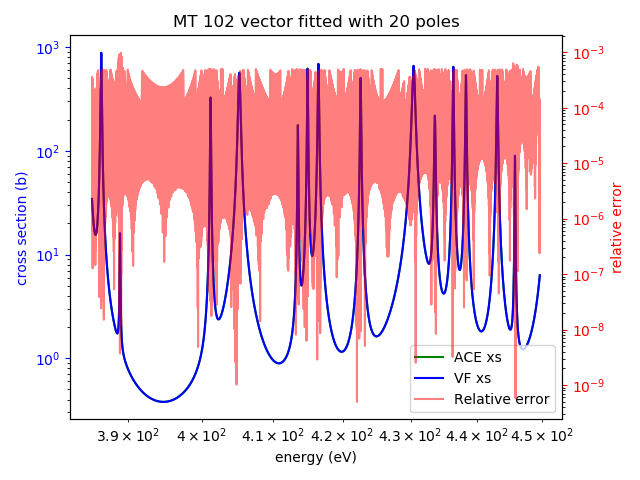 MT 102 vector fitted with 20 poles
10³
10²
10¹
10⁰
cross section (b)
10⁻³
10⁻⁴
10⁻⁵
10⁻⁶
10⁻⁷
10⁻⁸
10⁻⁹
relative error
ACE xs
VF xs
Relative error
3.9 × 10² 4 × 10² 4.1 × 10² 4.2 × 10² 4.3 × 10² 4.4 × 10² 4.5 × 10²
energy (eV)